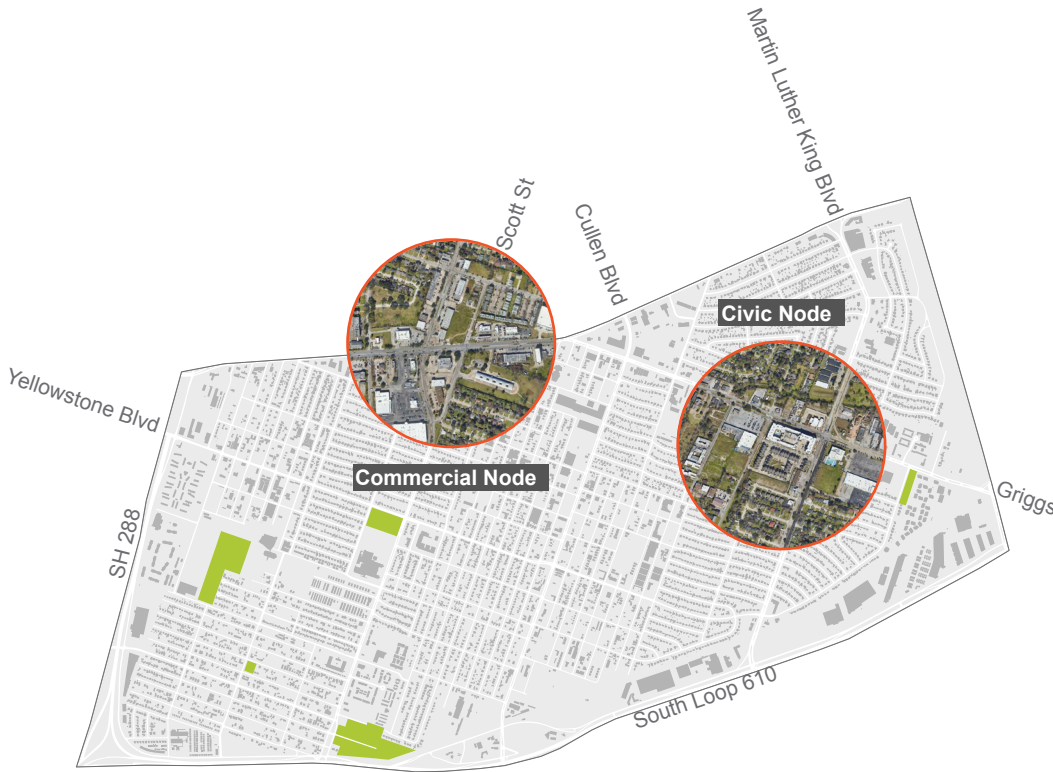 Martin Luther King Blvd
Scott St
Cullen Blvd
Civic Node
Yellowstone Blvd
Commercial Node
Griggs
SH 288
South Loop 610